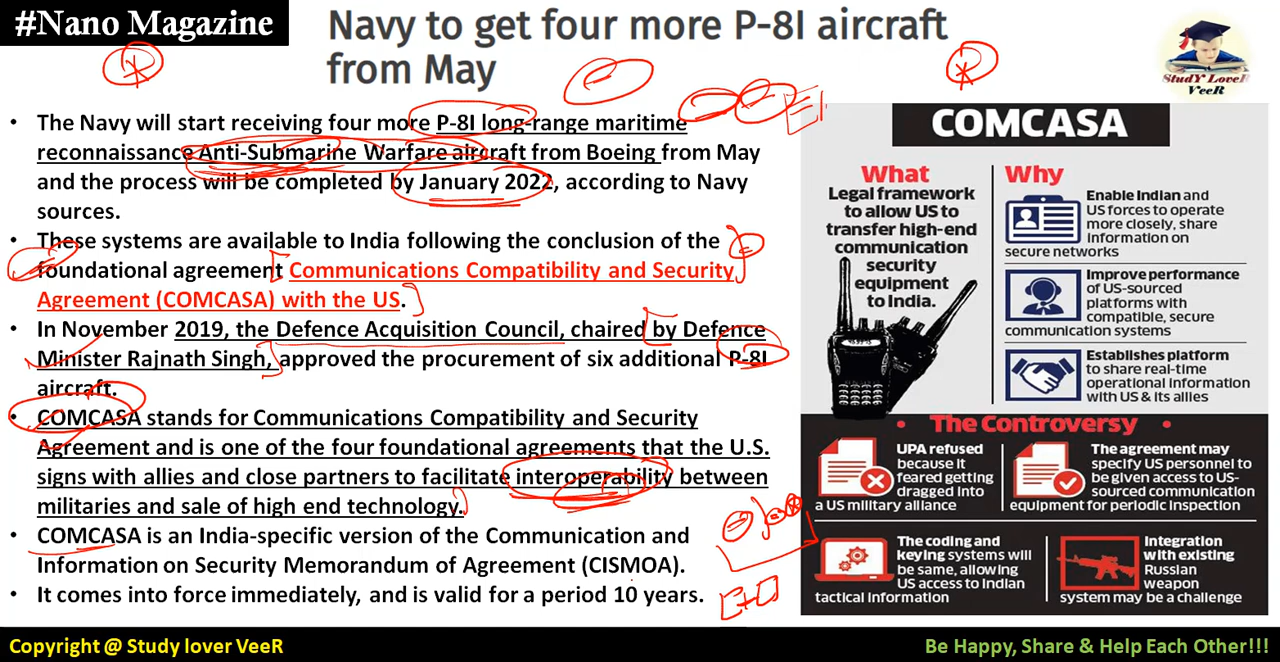 #Nano Magazine
Navy to get four more P-8I aircraft
from May
StudY LoveR
VeeR
• The Navy will start receiving four more P-8I long-range maritime
reconnaissance Anti-Submarine Warfare aircraft from Boeing from May
and the process will be completed by January 2022, according to Navy
sources.
• These systems are available to India following the conclusion of the
foundational agreement Communications Compatibility and Security
Agreement (COMCASA) with the US.
• In November 2019, the Defence Acquisition Council, chaired by Defence
Minister Rajnath Singh, approved the procurement of six additional P-8I
aircraft.
• COMCASA stands for Communications Compatibility and Security
Agreement and is one of the four foundational agreements that the U.S.
signs with allies and close partners to facilitate interoperability between
militaries and sale of high end technology.
• COMCASA is an India-specific version of the Communication and
Information on Security Memorandum of Agreement (CISMOA).
• It comes into force immediately, and is valid for a period 10 years.
COMCASA
What
Legal framework
to allow US to
transfer high-end
communication
security
equipment
to India.
Why
Enable Indian and
US forces to operate
more closely, share
information on
secure networks
Improve performance
of US-sourced
platforms with
compatible, secure
communication systems
Establishes platform
to share real-time
operational information
with US & its allies
• The Controversy •
UPA refused
because it
feared getting
dragged into
a US military alliance
The agreement may
specify US personnel to
be given access to US-
sourced communication
equipment for periodic inspection
The coding and
keying systems will
be same, allowing
US access to Indian
tactical information
Integration
with existing
Russian
weapon
system may be a challenge
Copyright @ Study lover VeeR
Be Happy, Share & Help Each Other!!!